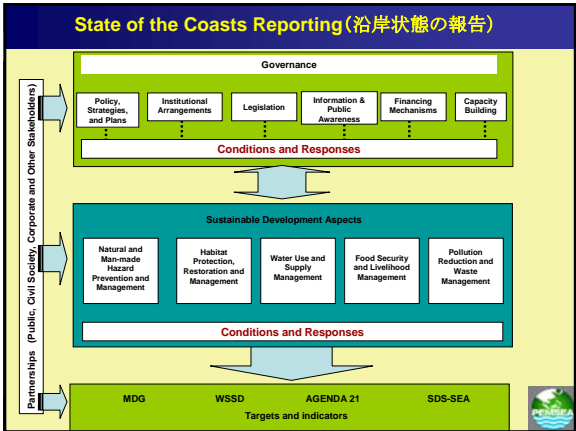 State of the Coasts Reporting(沿岸状態の報告)
Partnerships (Public, Civil Society, Corporate and Other Stakeholders)
Governance
Policy,
Strategies,
and Plans
Institutional
Arrangements
Legislation
Information &
Public
Awareness
Financing
Mechanisms
Capacity
Building
Conditions and Responses
Sustainable Development Aspects
Natural and
Man-made
Hazard
Prevention and
Management
Habitat
Protection,
Restoration and
Management
Water Use and
Supply
Management
Food Security
and Livelihood
Management
Pollution
Reduction and
Waste
Management
Conditions and Responses
MDG WSSD AGENDA 21 SDS-SEA
Targets and indicators
PEMSEA